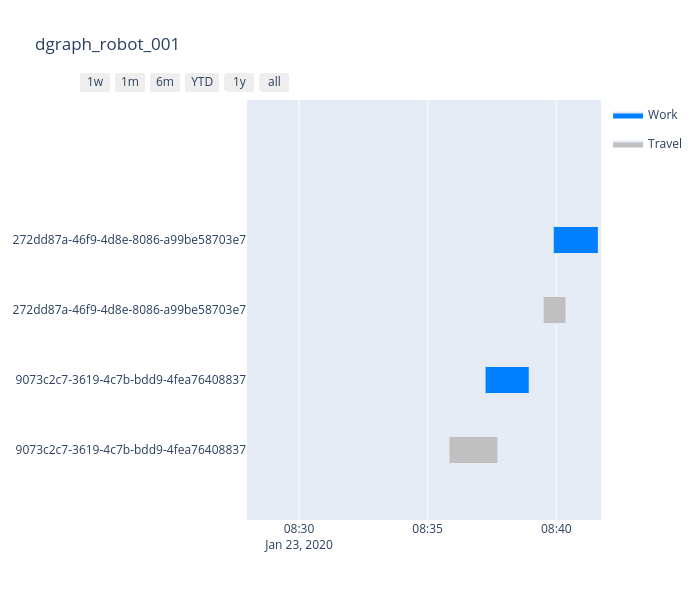 dgraph_robot_001
1w 1m 6m YTD 1y all
Work
Travel
272dd87a-46f9-4d8e-8086-a99be58703e7
272dd87a-46f9-4d8e-8086-a99be58703e7
9073c2c7-3619-4c7b-bdd9-4fea76408837
9073c2c7-3619-4c7b-bdd9-4fea76408837
08:30 08:35 08:40
Jan 23, 2020